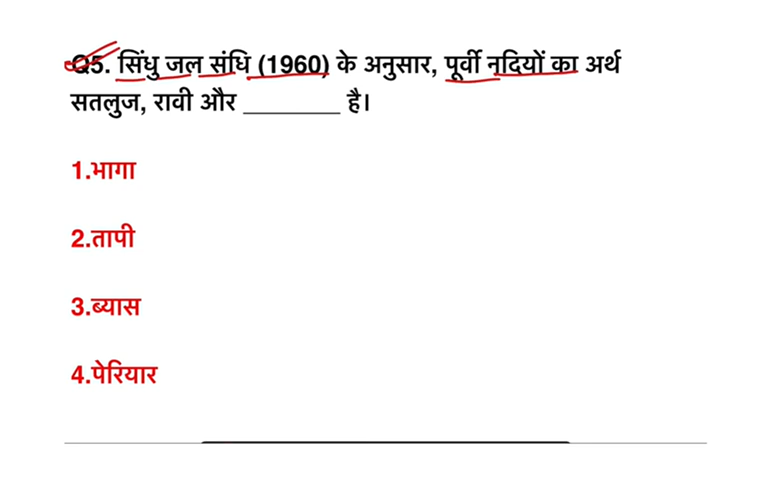 Q5. सिंधु जल संधि (1960) के अनुसार, पूर्वी नदियों का अर्थ
सतलुज, रावी और ________ है।
1.भागा
2.तापी
3.ब्यास
4.पेरियार